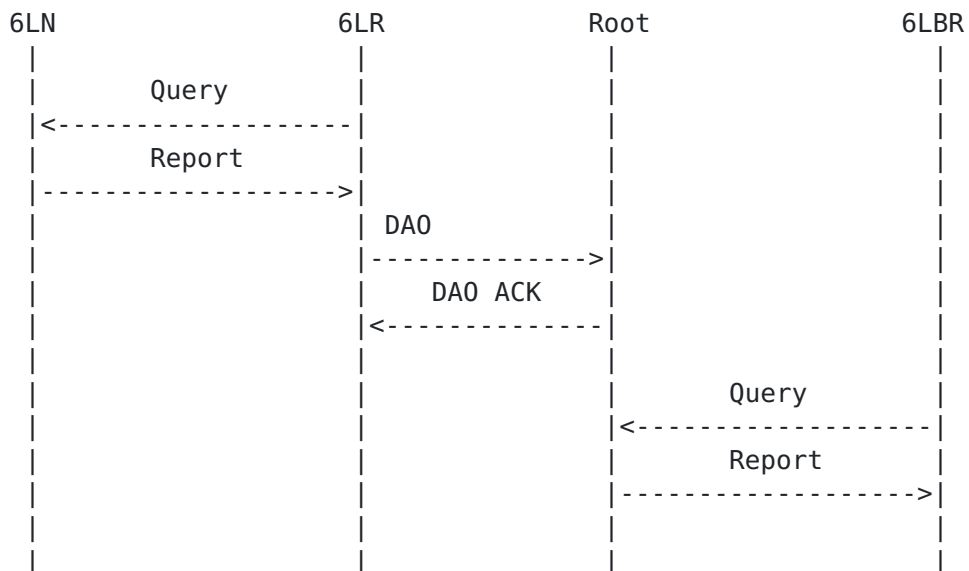 6LN 6LR Root 6LBR
Query
Report
DAO
DAO ACK
Query
Report